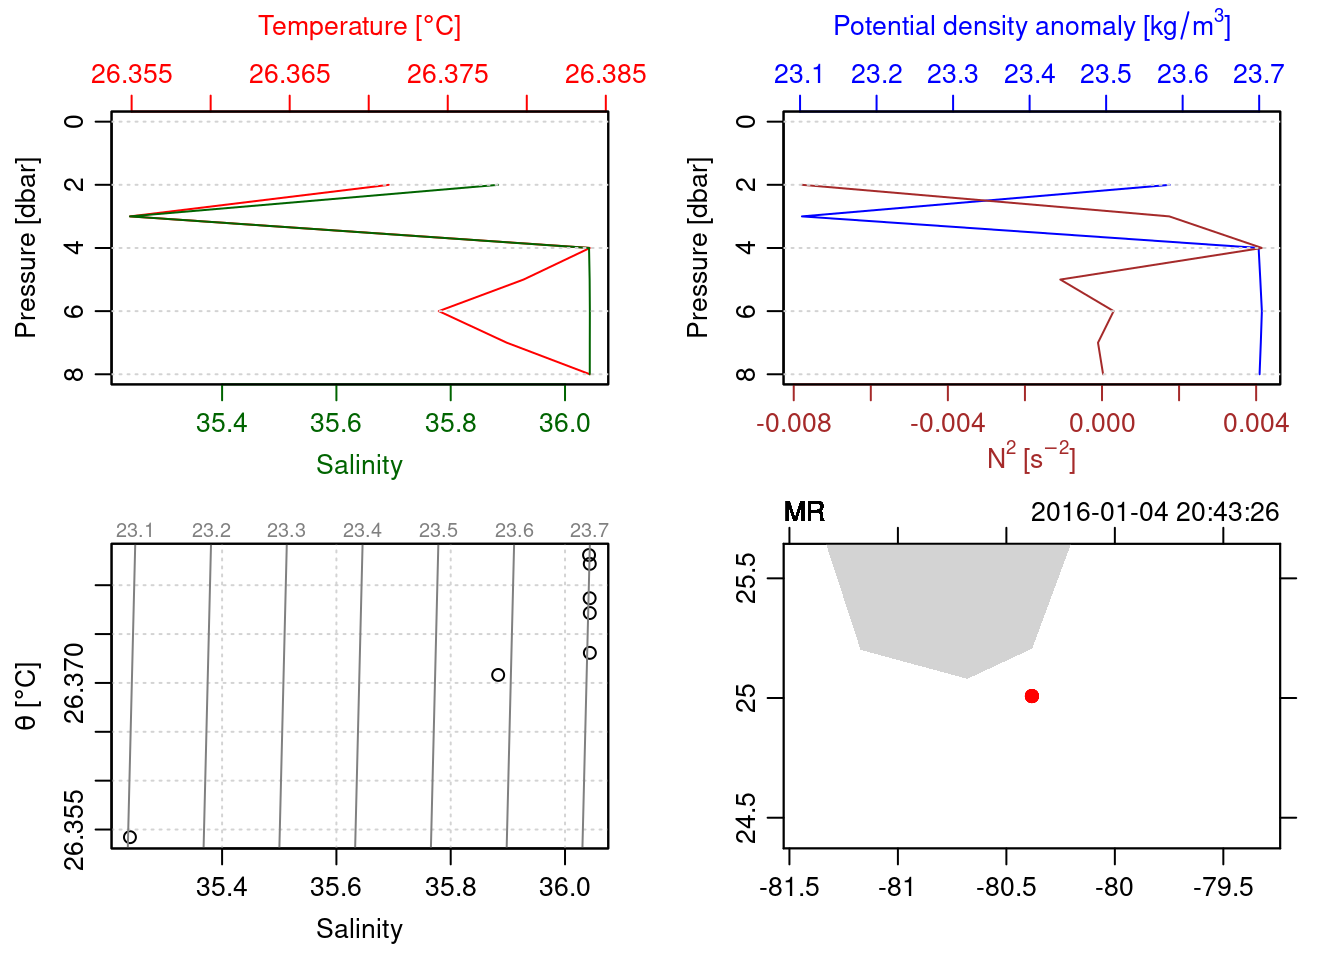 Temperature [°C]
26.355 26.365 26.375 26.385
0
2
4
6
8
Pressure [dbar]
35.4 35.6 35.8 36.0
Salinity
Potential density anomaly [kg/m³]
23.1 23.2 23.3 23.4 23.5 23.6 23.7
0
2
4
6
8
Pressure [dbar]
-0.008 -0.004 0.000 0.004
N² [s⁻²]
23.1 23.2 23.3 23.4 23.5 23.6 23.7
26.370
26.355
θ [°C]
35.4 35.6 35.8 36.0
Salinity
MR 2016-01-04 20:43:26
25.5
25
24.5
-81.5 -81 -80.5 -80 -79.5